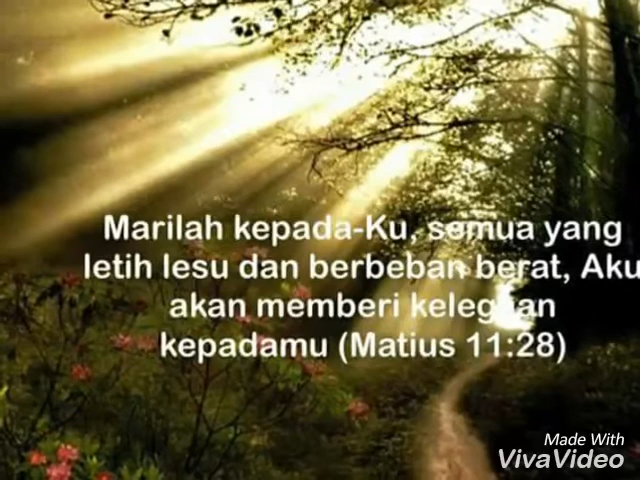 Marilah kepada-Ku, semua yang
letih lesu dan berbeban berat, Aku
akan memberi kelegaan
kepadamu (Matius 11:28)
Made With
VivaVideo